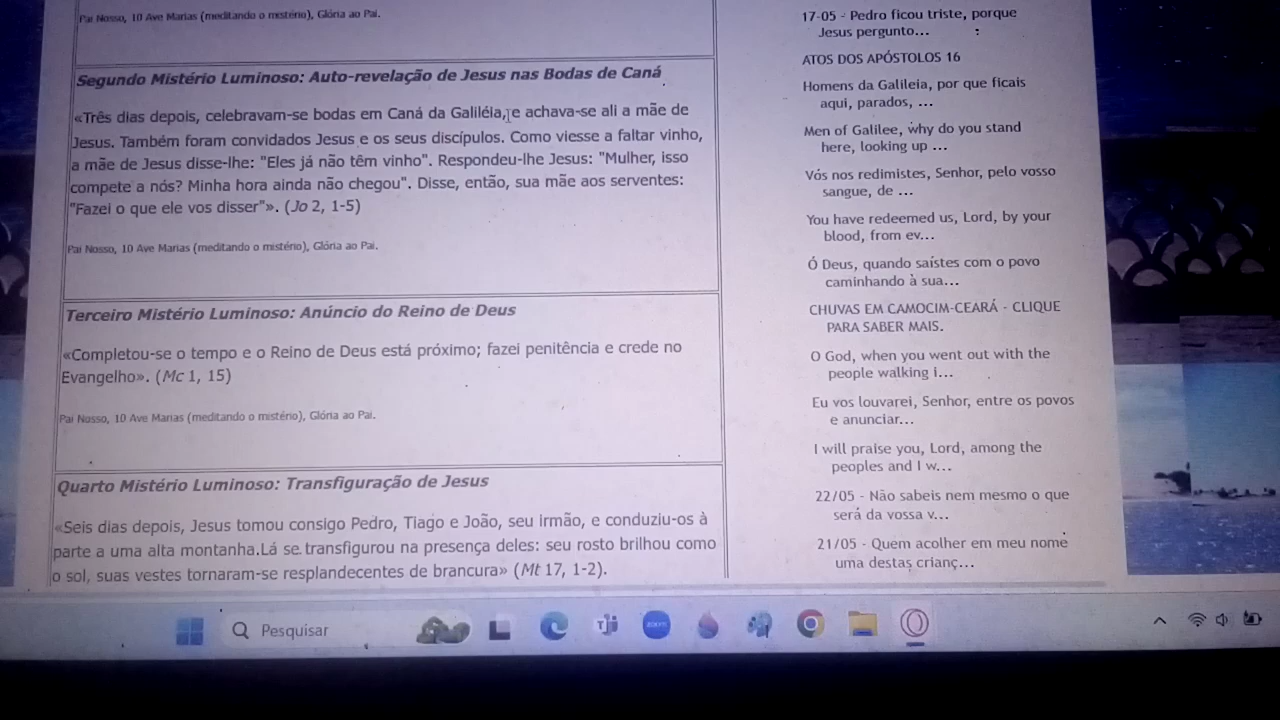 Pai Nosso, 10 Ave Marias (meditando o mistério), Glória ao Pai.
Segundo Mistério Luminoso: Auto-revelação de Jesus nas Bodas de Caná
«Três dias depois, celebravam-se bodas em Caná da Galiléia, e achava-se ali a mãe de
Jesus. Também foram convidados Jesus e os seus discípulos. Como viesse a faltar vinho,
a mãe de Jesus disse-lhe: "Eles já não têm vinho". Respondeu-lhe Jesus: "Mulher, isso
compete a nós? Minha hora ainda não chegou". Disse, então, sua mãe aos serventes:
"Fazei o que ele vos disser"». (Jo 2, 1-5)
Pai Nosso, 10 Ave Marias (meditando o mistério), Glória ao Pai.
Terceiro Mistério Luminoso: Anúncio do Reino de Deus
«Completou-se o tempo e o Reino de Deus está próximo; fazei penitência e crede no
Evangelho». (Mc 1, 15)
Pai Nosso, 10 Ave Marias (meditando o mistério), Glória ao Pai.
Quarto Mistério Luminoso: Transfiguração de Jesus
«Seis dias depois, Jesus tomou consigo Pedro, Tiago e João, seu irmão, e conduziu-os à
parte a uma alta montanha.Lá se transfigurou na presença deles: seu rosto brilhou como
o sol, suas vestes tornaram-se resplandecentes de brancura» (Mt 17, 1-2).
17-05 - Pedro ficou triste, porque
Jesus pergunto...
ATOS DOS APÓSTOLOS 16
Homens da Galileia, por que ficais
aqui, parados, ...
Men of Galilee, why do you stand
here, looking up ...
Vós nos redimistes, Senhor, pelo vosso
sangue, de ...
You have redeemed us, Lord, by your
blood, from ev...
Ó Deus, quando saístes com o povo
caminhando à sua...
CHUVAS EM CAMOCIM-CEARÁ - CLIQUE
PARA SABER MAIS.
O God, when you went out with the
people walking i...
Eu vos louvarei, Senhor, entre os povos
e anunciar...
I will praise you, Lord, among the
peoples and I w...
22/05 - Não sabeis nem mesmo o que
será da vossa v...
21/05 - Quem acolher em meu nome
uma destas crianç...
Pesquisar
zoom